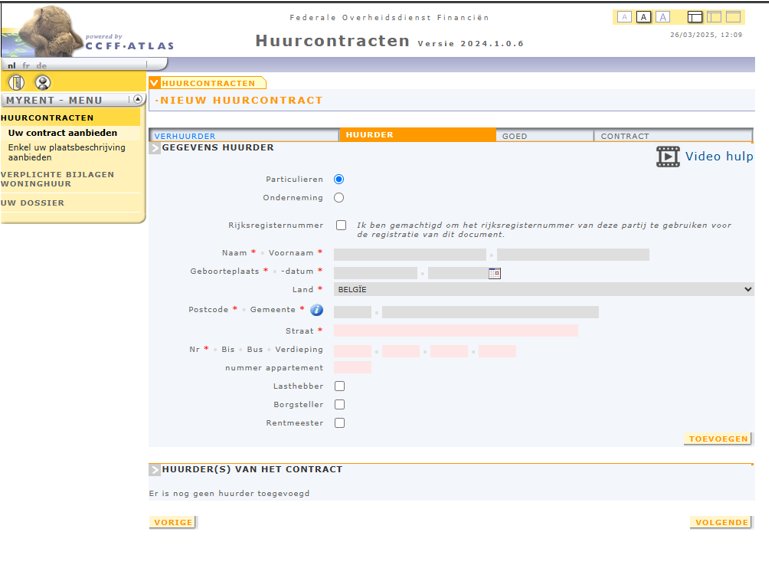 powered by
CCFF-ATLAS
Federale Overheidsdienst Financiën
Huurcontracten Versie 2024.1.0.6
A A A
26/03/2025, 12:09
nl fr de
MYRENT - MENU
HUURCONTRACTEN
Uw contract aanbieden
Enkel uw plaatsbeschrijving
aanbieden
VERPLICHTE BIJLAGEN
WONINGHUUR
UW DOSSIER
HUURCONTRACTEN
-NIEUW HUURCONTRACT
VERHUURDER HUURDER GOED CONTRACT
GEGEVENS HUURDER
Video hulp
Particulieren
Onderneming
Rijksregisternummer Ik ben gemachtigd om het rijksregisternummer van deze partij te gebruiken voor
de registratie van dit document.
Naam * - Voornaam *
Geboorteplaats * - -datum *
Land * BELGÏE
Postcode * - Gemeente *
Straat *
Nr * - Bis - Bus - Verdieping
nummer appartement
Lasthebber
Borgsteller
Rentmeester
TOEVOEGEN
HUURDER(S) VAN HET CONTRACT
Er is nog geen huurder toegevoegd
VORIGE VOLGENDE